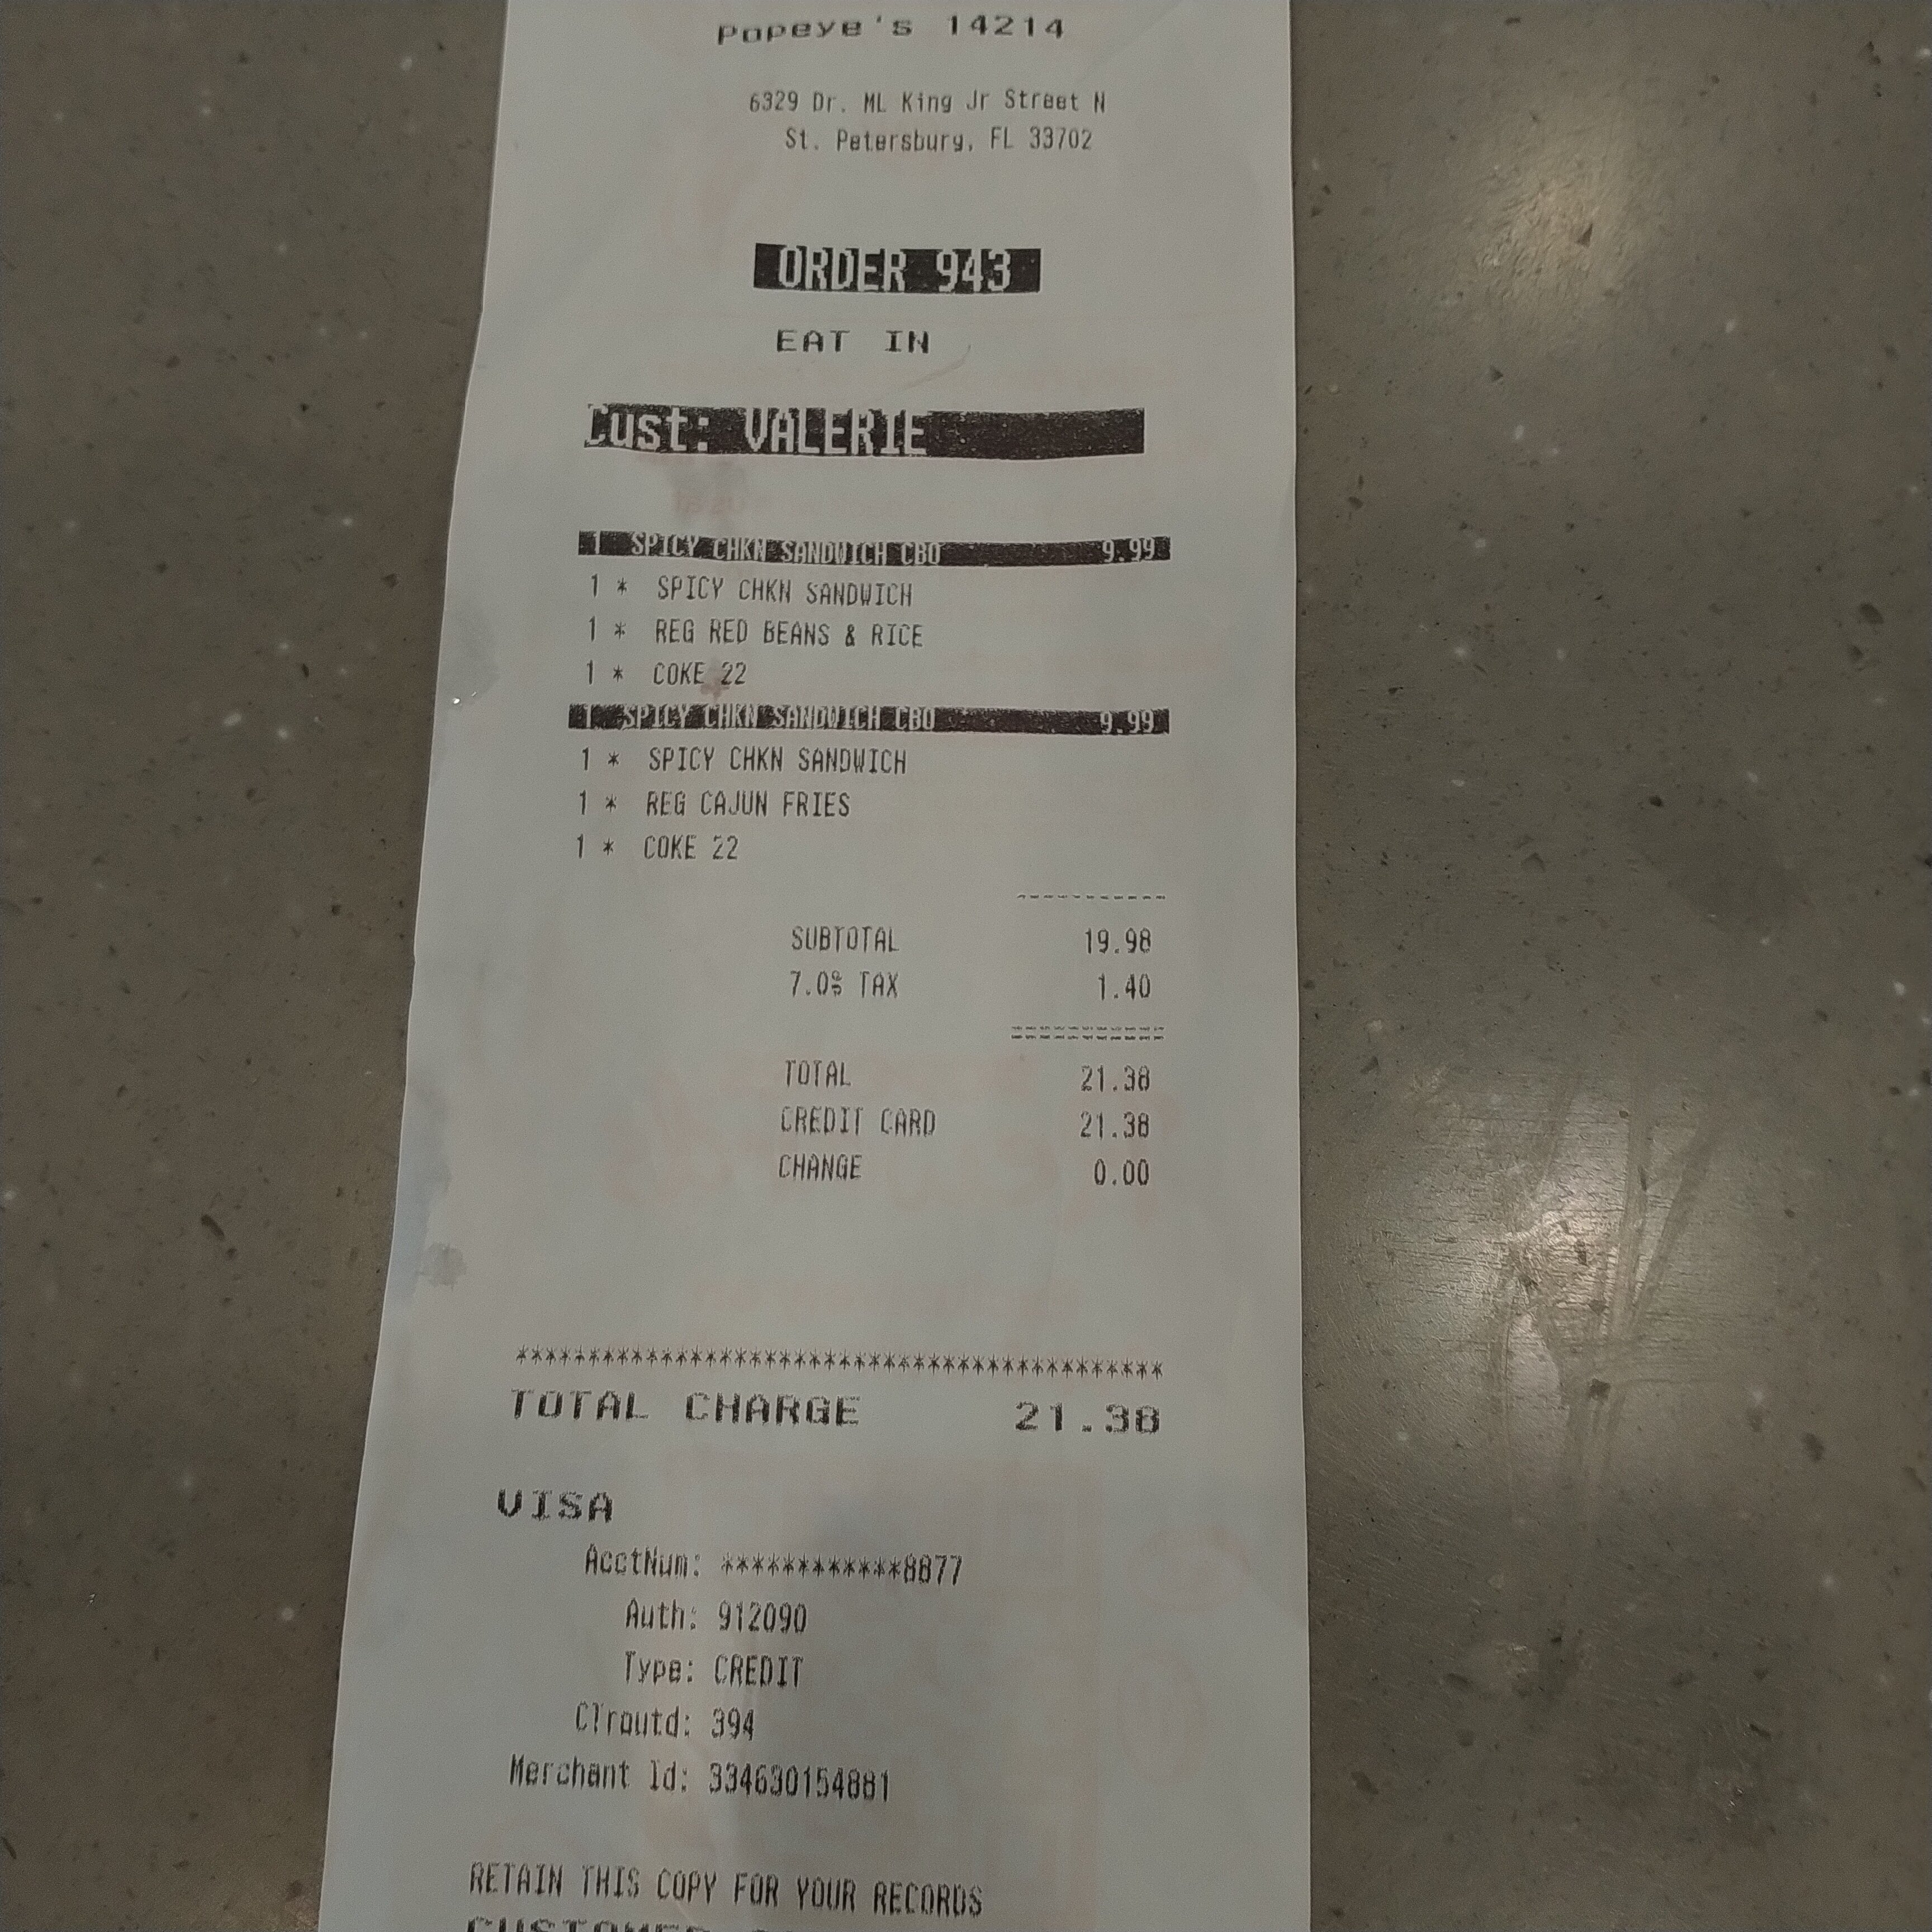 Popeye's 14214
6329 Dr. ML King Jr Street N
St. Petersburg, FL 33702
ORDER 943
EAT IN
Cust: VALERIE
1 SPICY CHKN SANDWICH CBO 9.99
1 * SPICY CHKN SANDWICH
1 * REG RED BEANS & RICE
1 * COKE 22
1 SPICY CHKN SANDWICH CBO 9.99
1 * SPICY CHKN SANDWICH
1 * REG CAJUN FRIES
1 * COKE 22
----------
SUBTOTAL 19.98
7.0% TAX 1.40
==========
TOTAL 21.38
CREDIT CARD 21.38
CHANGE 0.00
********************************************
TOTAL CHARGE 21.38
VISA
AcctNum: ************8877
Auth: 912090
Type: CREDIT
Ctroutd: 394
Merchant Id: 334630154881
RETAIN THIS COPY FOR YOUR RECORDS
CUSTOMER